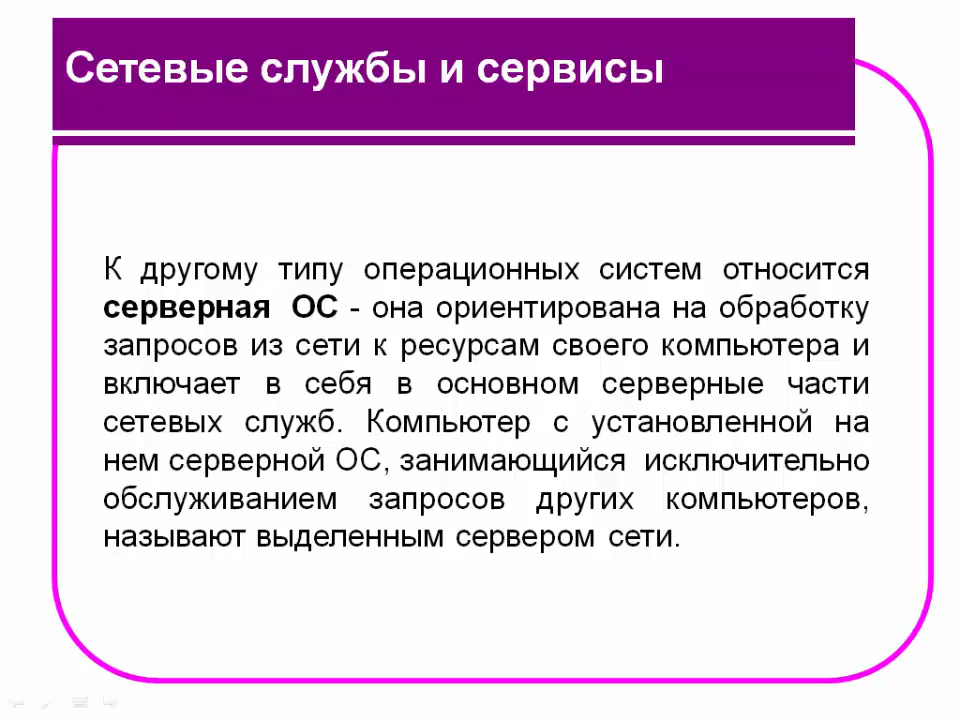 Сетевые службы и сервисы
К другому типу операционных систем относится
серверная ОС - она ориентирована на обработку
запросов из сети к ресурсам своего компьютера и
включает в себя в основном серверные части
сетевых служб. Компьютер с установленной на
нем серверной ОС, занимающийся исключительно
обслуживанием запросов других компьютеров,
называют выделенным сервером сети.